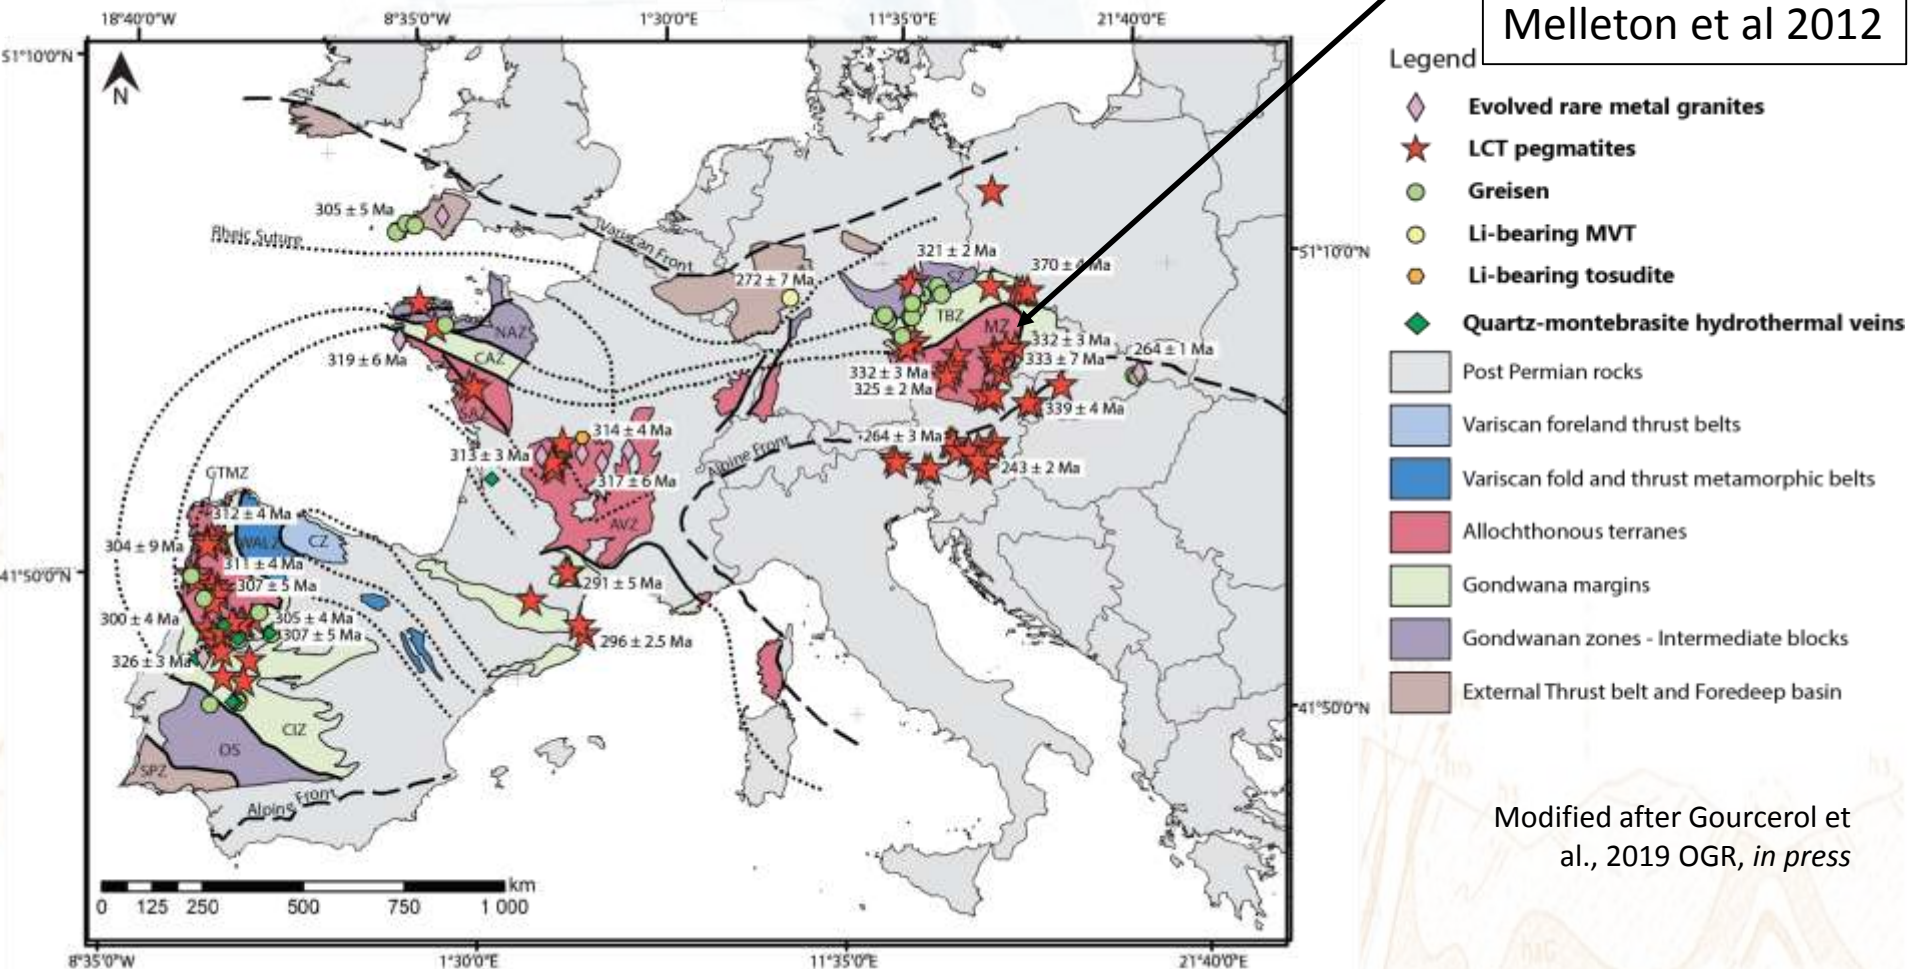 18°40'0"W
8°35'0"W
1°30'0"E
11°35'0"E
21°40'0"E
51°10'0"N
N
305 ± 5 Ma
Rheic Suture
Variscan Front
272 ± 7 Ma
321 ± 2 Ma
370 ± 4 Ma
51°10'0"N
SZ
TBZ
MZ
NAZ
CAZ
319 ± 6 Ma
332 ± 3 Ma
333 ± 7 Ma
264 ± 1 Ma
332 ± 3 Ma
325 ± 2 Ma
339 ± 4 Ma
SAZ
314 ± 4 Ma
313 ± 3 Ma
264 ± 3 Ma
Alpine Front
243 ± 2 Ma
317 ± 6 Ma
GTMZ
312 ± 4 Ma
AVZ
304 ± 9 Ma
WALZ
CZ
311 ± 4 Ma
41°50'0"N
307 ± 5 Ma
291 ± 5 Ma
300 ± 4 Ma
305 ± 4 Ma
307 ± 5 Ma
296 ± 2.5 Ma
326 ± 3 Ma
41°50'0"N
CIZ
OS
SPZ
Alpine Front
km
0 125 250 500 750 1 000
8°35'0"W
1°30'0"E
11°35'0"E
21°40'0"E
Melleton et al 2012
Legend
Evolved rare metal granites
LCT pegmatites
Greisen
Li-bearing MVT
Li-bearing tosudite
Quartz-montebrasite hydrothermal veins
Post Permian rocks
Variscan foreland thrust belts
Variscan fold and thrust metamorphic belts
Allochthonous terranes
Gondwana margins
Gondwanan zones - Intermediate blocks
External Thrust belt and Foredeep basin
Modified after Gourcerol et
al., 2019 OGR, in press